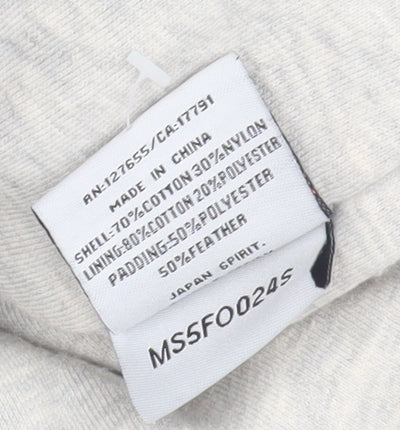 RN:127655/CA:17791
MADE IN CHINA
SHELL:70%COTTON 30%NYLON
LINING:80%COTTON 20%POLYESTER
PADDING:50%POLYESTER
50%FEATHER
JAPAN SPIRIT.
MS5FO024S